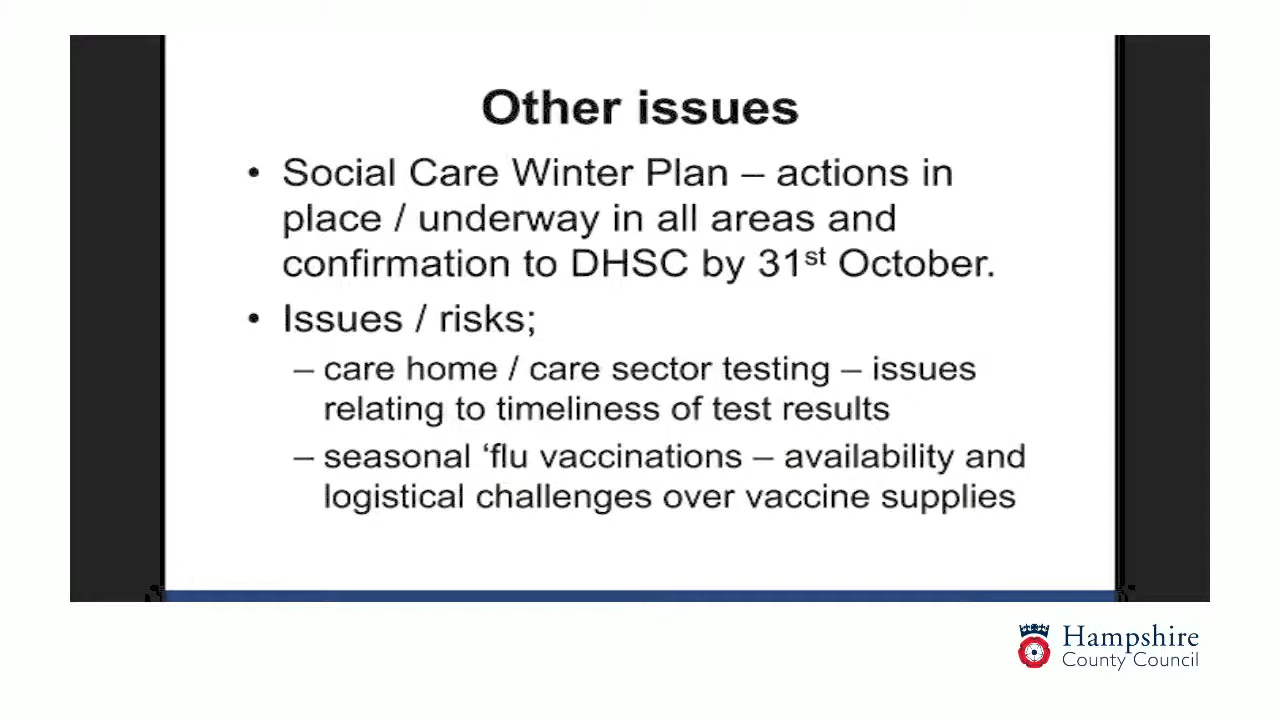 Other issues
• Social Care Winter Plan – actions in
place / underway in all areas and
confirmation to DHSC by 31st October.
• Issues / risks;
– care home / care sector testing – issues
relating to timeliness of test results
– seasonal ‘flu vaccinations – availability and
logistical challenges over vaccine supplies
Hampshire
County Council